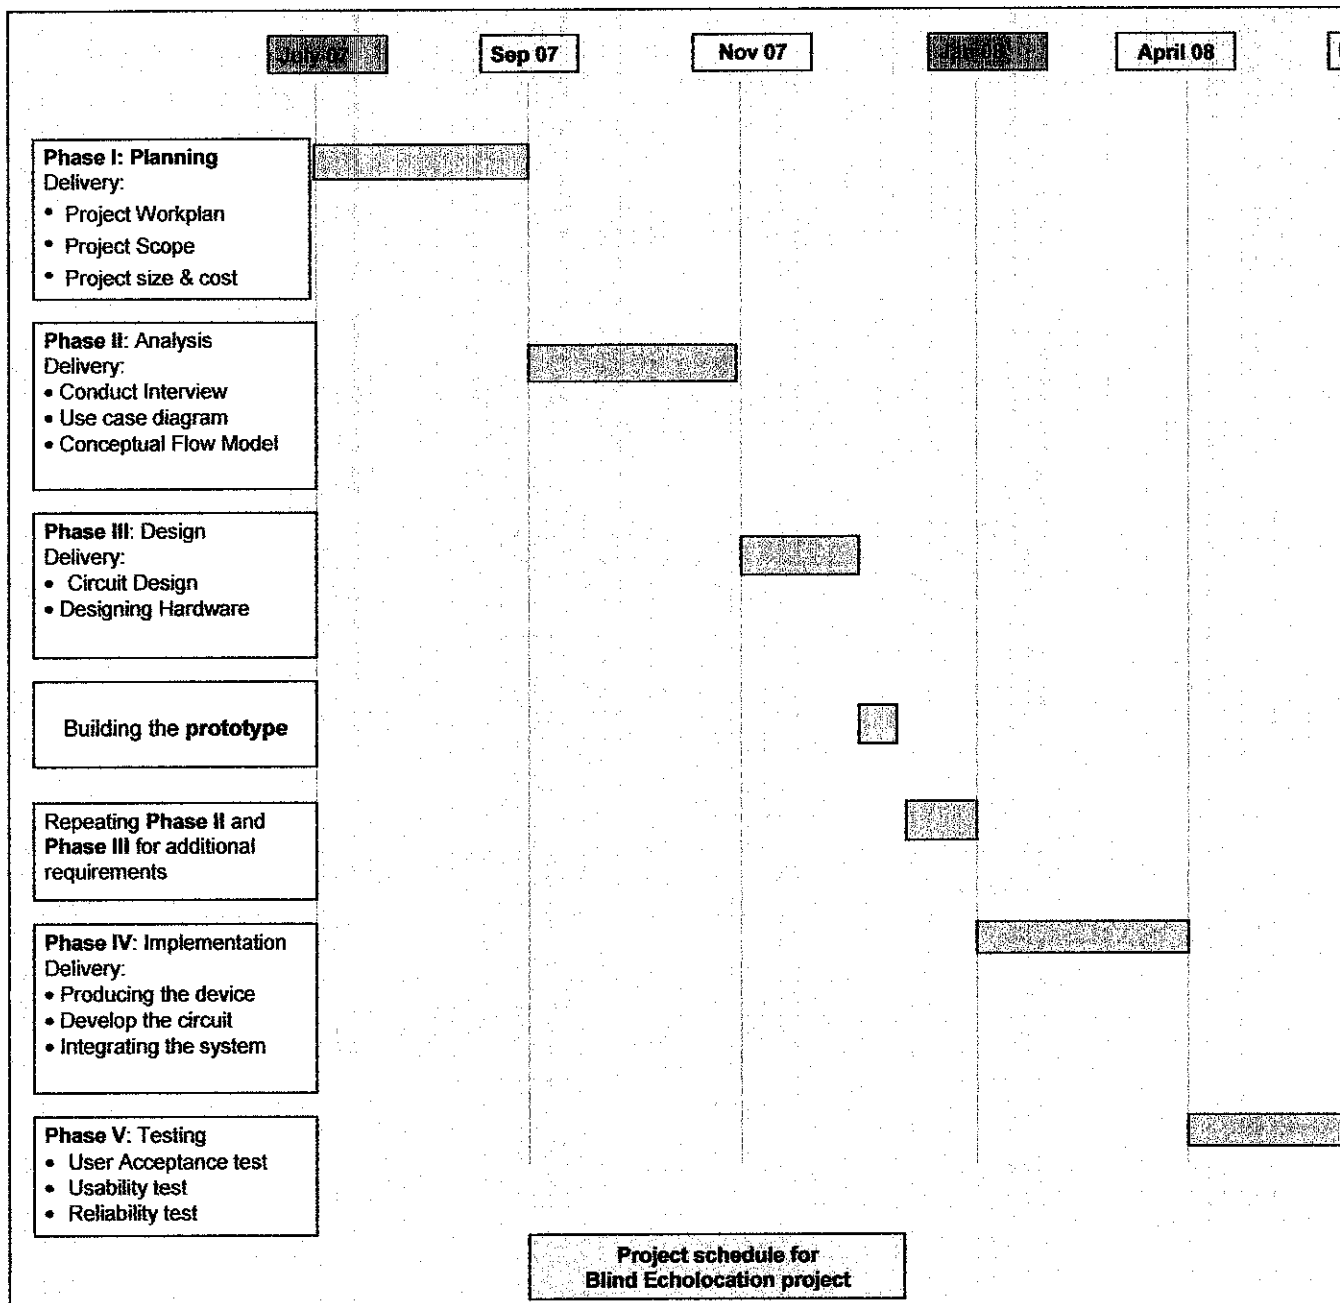 July 07
Sep 07
Nov 07
April 08
Phase I: Planning
Delivery:
• Project Workplan
• Project Scope
• Project size & cost
Phase II: Analysis
Delivery:
• Conduct Interview
• Use case diagram
• Conceptual Flow Model
Phase III: Design
Delivery:
• Circuit Design
• Designing Hardware
Building the prototype
Repeating Phase II and
Phase III for additional
requirements
Phase IV: Implementation
Delivery:
• Producing the device
• Develop the circuit
• Integrating the system
Phase V: Testing
• User Acceptance test
• Usability test
• Reliability test
Project schedule for
Blind Echolocation project